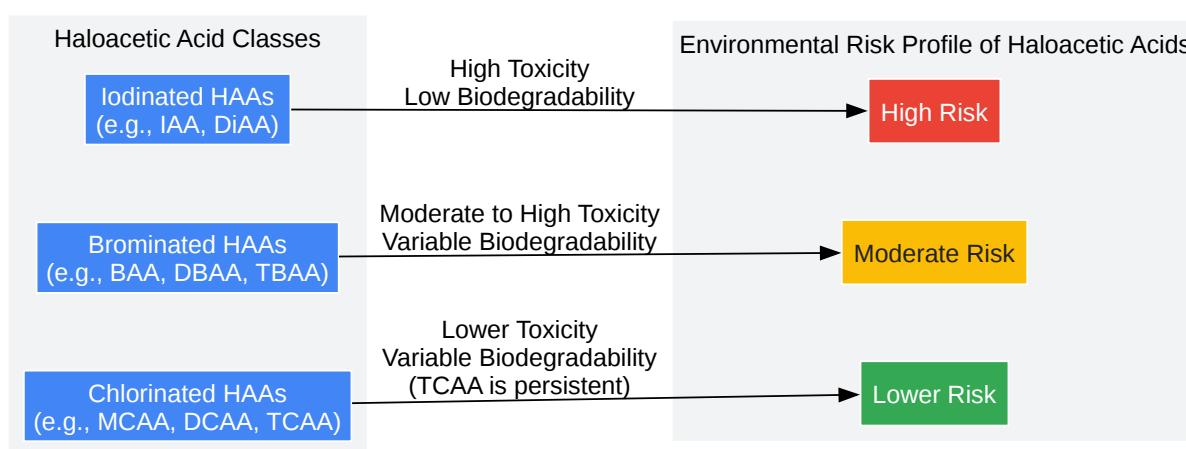 Haloacetic Acid Classes
Environmental Risk Profile of Haloacetic Acids
Iodinated HAAs
(e.g., IAA, DiAA)
High Toxicity
Low Biodegradability
High Risk
Brominated HAAs
(e.g., BAA, DBAA, TBAA)
Moderate to High Toxicity
Variable Biodegradability
Moderate Risk
Chlorinated HAAs
(e.g., MCAA, DCAA, TCAA)
Lower Toxicity
Variable Biodegradability
(TCAA is persistent)
Lower Risk